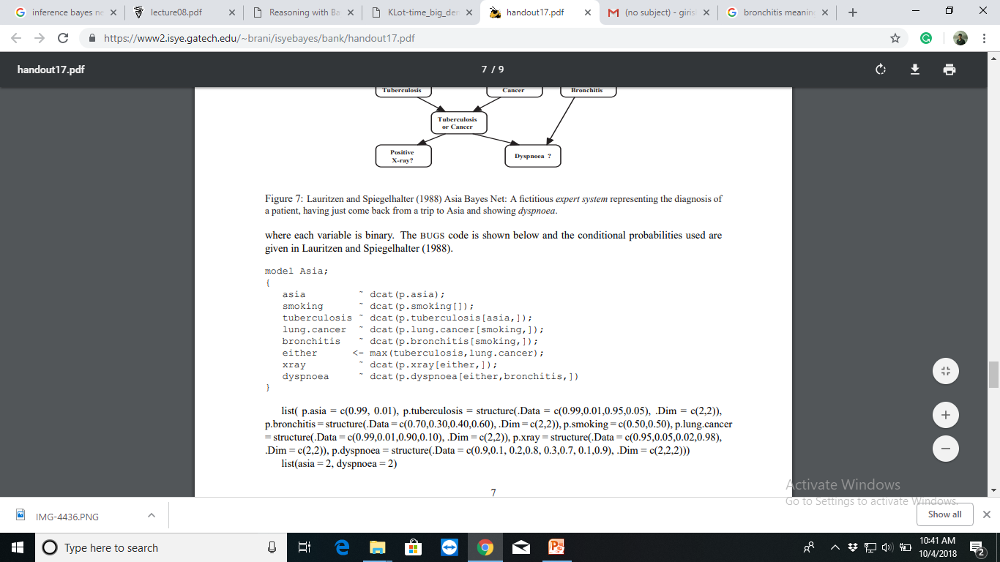 inference bayes ne
lecture08.pdf
Reasoning with Ba
KLot-time_big_der
handout17.pdf
(no subject) - giris
bronchitis meanin
https://www2.isye.gatech.edu/~brani/isyebayes/bank/handout17.pdf
handout17.pdf
7 / 9
Tuberculosis
Cancer
Bronchitis
Tuberculosis
or Cancer
Positive
X-ray?
Dyspnoea ?
Figure 7: Lauritzen and Spiegelhalter (1988) Asia Bayes Net: A fictitious expert system representing the diagnosis of
a patient, having just come back from a trip to Asia and showing dyspnoea.
where each variable is binary. The BUGS code is shown below and the conditional probabilities used are
given in Lauritzen and Spiegelhalter (1988).
model Asia;
{
asia ~ dcat(p.asia);
smoking ~ dcat(p.smoking[]);
tuberculosis ~ dcat(p.tuberculosis[asia,]);
lung.cancer ~ dcat(p.lung.cancer[smoking,]);
bronchitis ~ dcat(p.bronchitis[smoking,]);
either <- max(tuberculosis,lung.cancer);
xray ~ dcat(p.xray[either,]);
dyspnoea ~ dcat(p.dyspnoea[either,bronchitis,])
}
list( p.asia = c(0.99, 0.01), p.tuberculosis = structure(.Data = c(0.99,0.01,0.95,0.05), .Dim = c(2,2)),
p.bronchitis = structure(.Data = c(0.70,0.30,0.40,0.60), .Dim = c(2,2)), p.smoking = c(0.50,0.50), p.lung.cancer
= structure(.Data = c(0.99,0.01,0.90,0.10), .Dim = c(2,2)), p.xray = structure(.Data = c(0.95,0.05,0.02,0.98),
.Dim = c(2,2)), p.dyspnoea = structure(.Data = c(0.9,0.1, 0.2,0.8, 0.3,0.7, 0.1,0.9), .Dim = c(2,2,2)))
list(asia = 2, dyspnoea = 2)
7
Activate Windows
Go to Settings to activate Windows.
IMG-4436.PNG
Show all
Type here to search
10:41 AM
10/4/2018
2